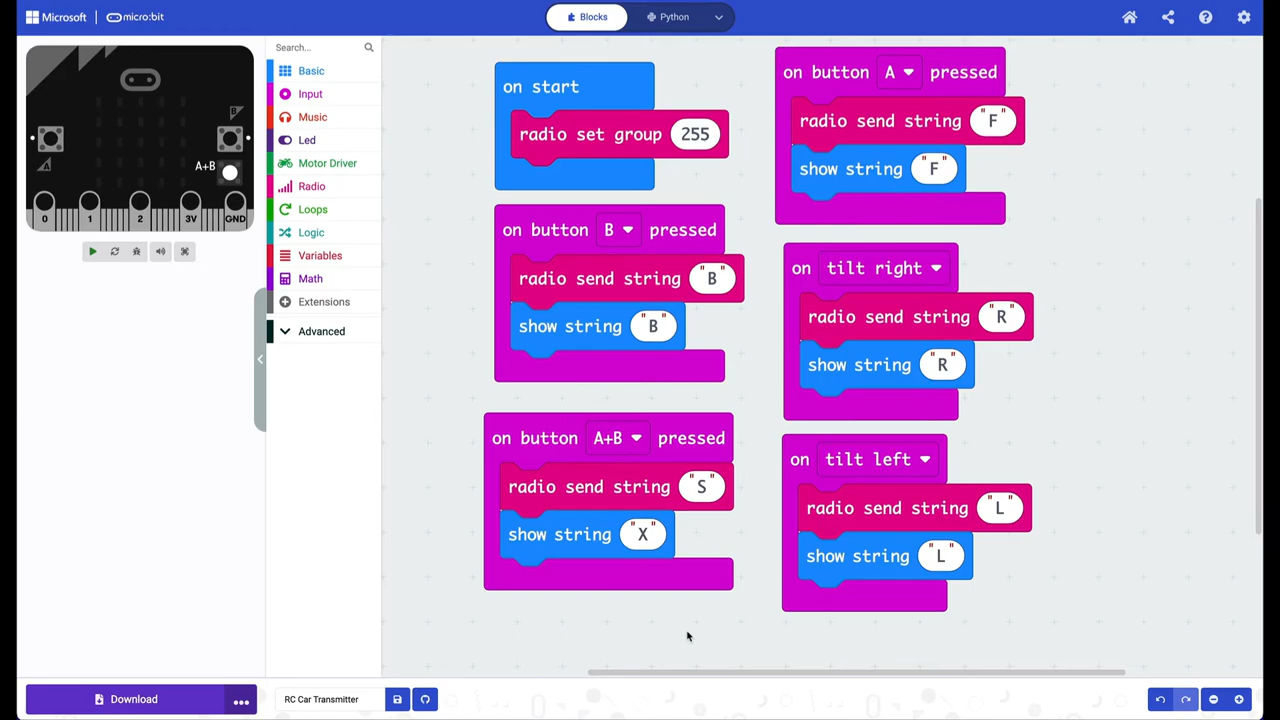 Microsoft | micro:bit
Blocks
Python
A+B
0 1 2 3V GND
Search...
Basic
Input
Music
Led
Motor Driver
Radio
Loops
Logic
Variables
Math
Extensions
Advanced
on start
radio set group 255
on button B pressed
radio send string "B"
show string "B"
on button A+B pressed
radio send string "S"
show string "X"
on button A pressed
radio send string "F"
show string "F"
on tilt right
radio send string "R"
show string "R"
on tilt left
radio send string "L"
show string "L"
Download
...
RC Car Transmitter